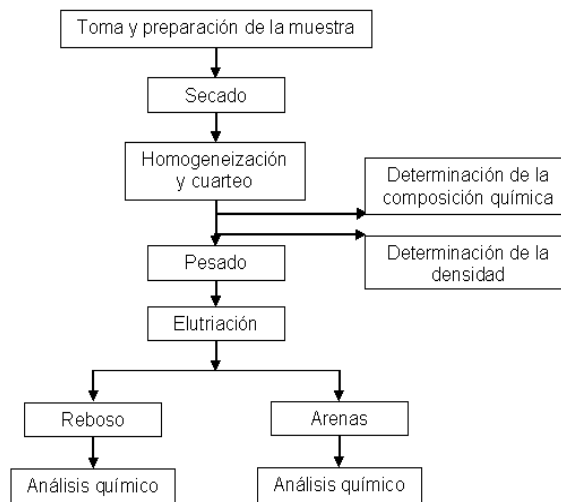 Toma y preparación de la muestra
Secado
Homogeneización
y cuarteo
Determinación de la
composición química
Determinación de la
densidad
Pesado
Elutriación
Reboso
Arenas
Análisis químico
Análisis químico